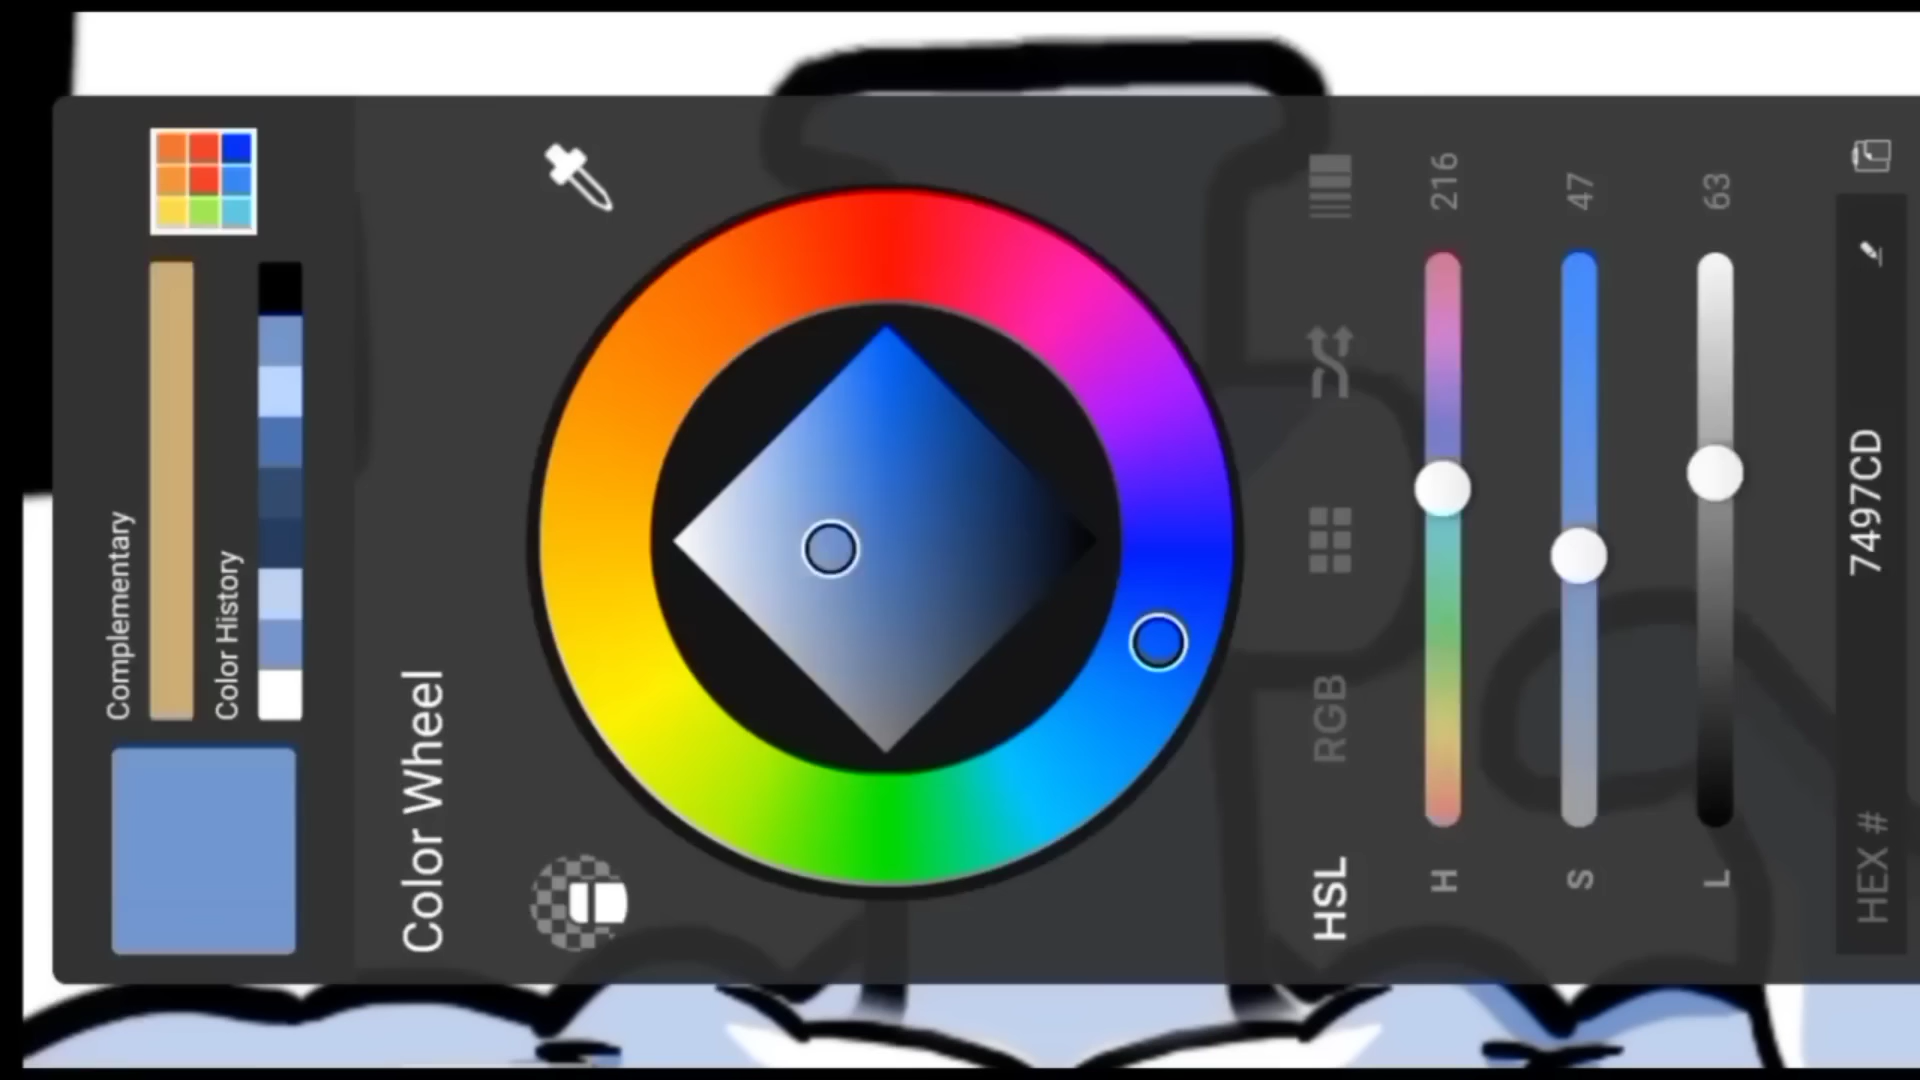 Complementary
Color History
Color Wheel
HSL
RGB
H
216
S
47
L
63
HEX #
7497CD